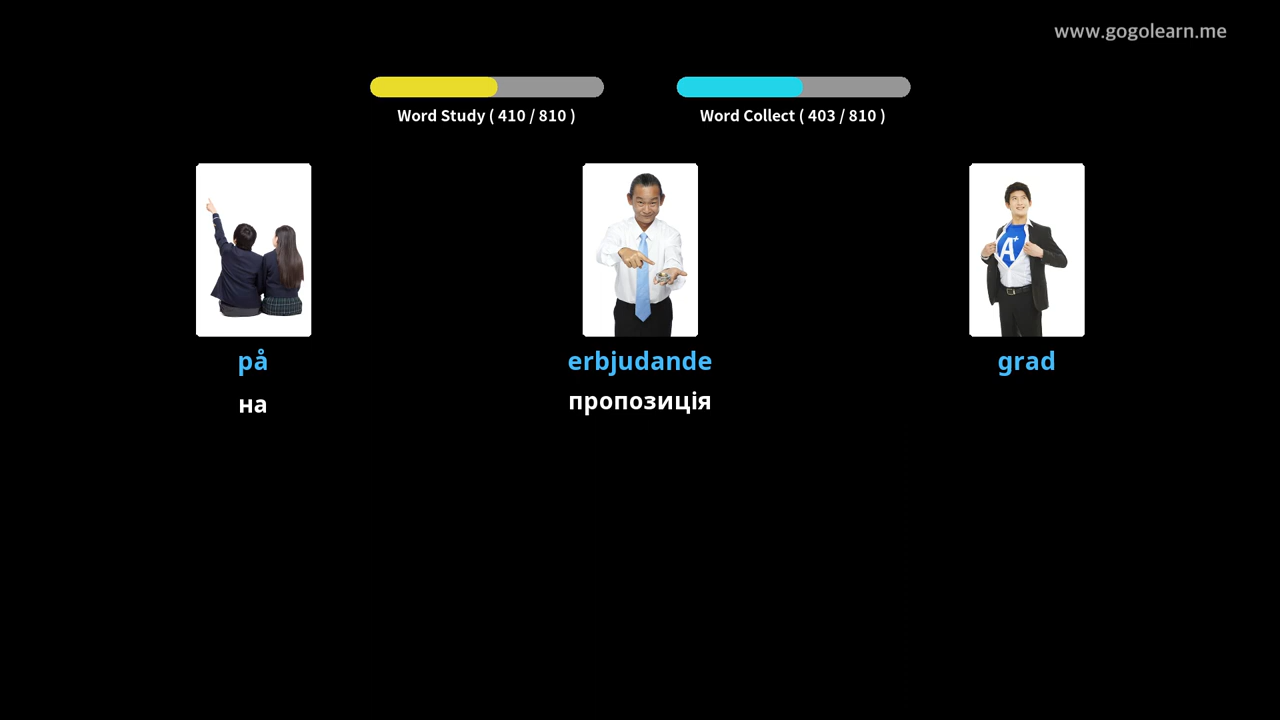 www.gogolearn.me
Word Study ( 410 / 810 )
Word Collect ( 403 / 810 )
A+
på
erbjudande
grad
на
пропозиція